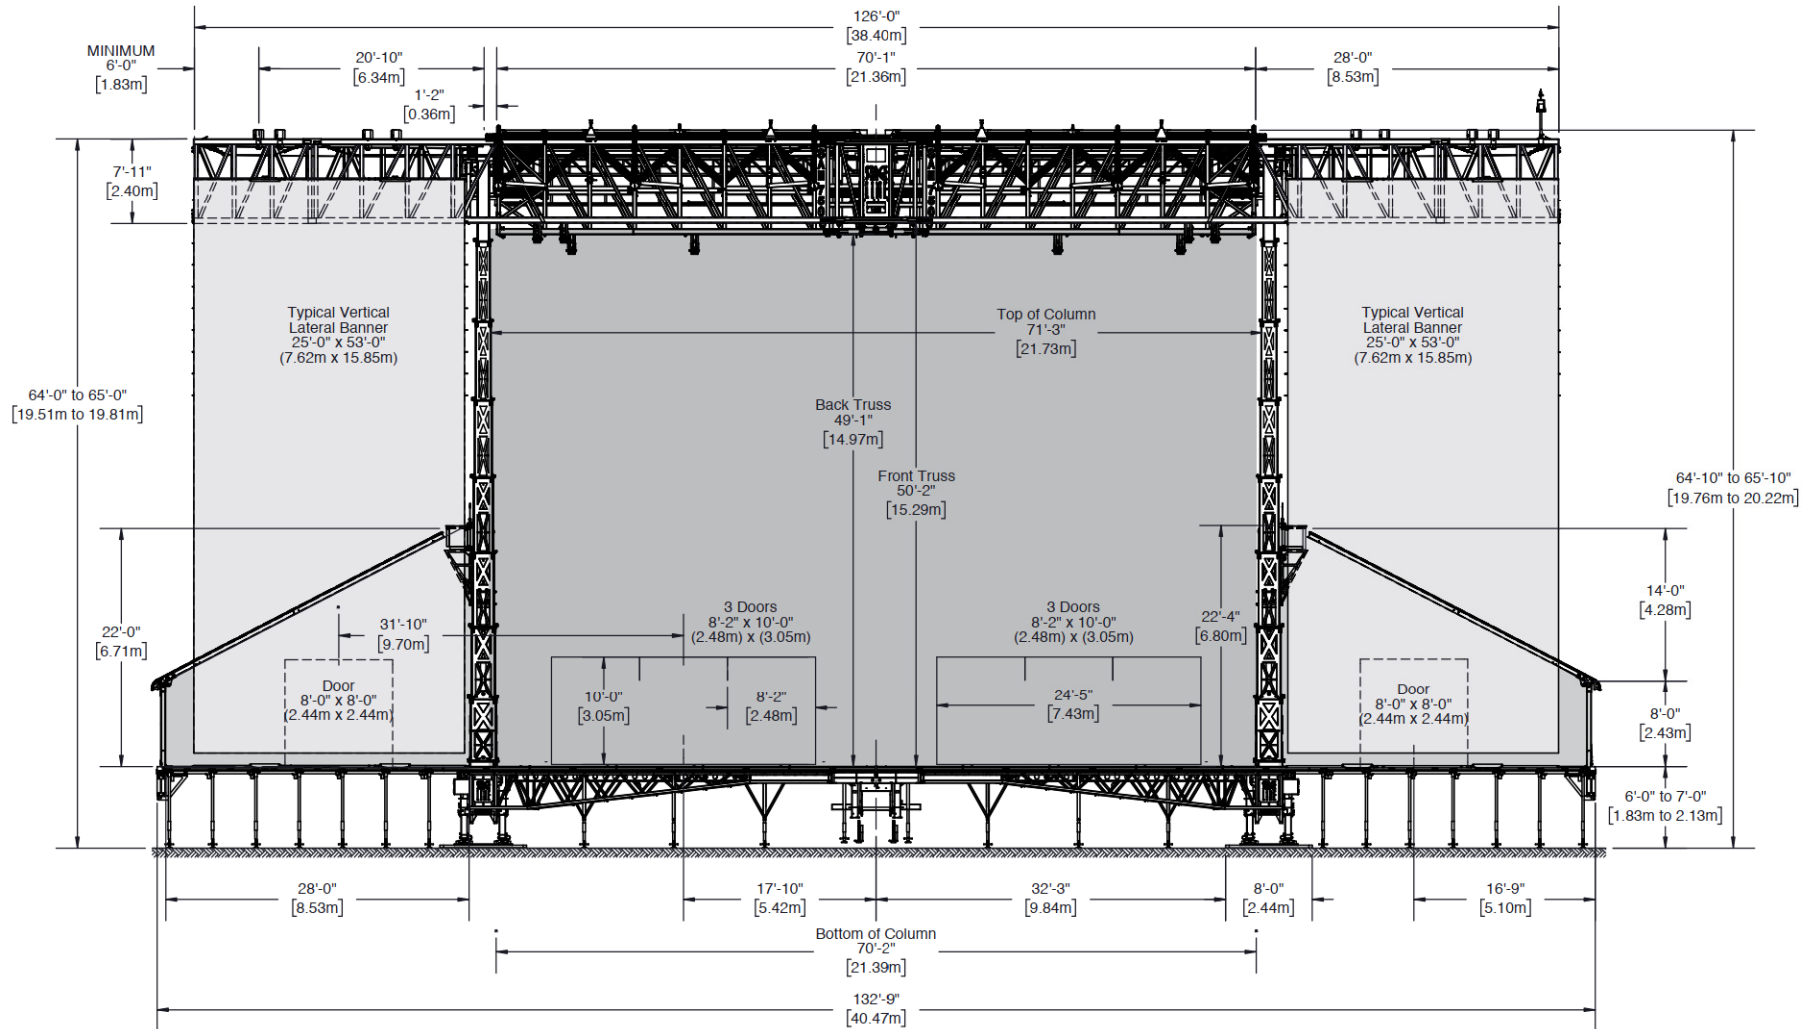 126'-0"
[38.40m]
MINIMUM
6'-0"
[1.83m]
20'-10"
[6.34m]
70'-1"
[21.36m]
28'-0"
[8.53m]
1'-2"
[0.36m]
7'-11"
[2.40m]
Typical Vertical
Lateral Banner
25'-0" x 53'-0"
(7.62m x 15.85m)
Top of Column
71'-3"
[21.73m]
Typical Vertical
Lateral Banner
25'-0" x 53'-0"
(7.62m x 15.85m)
64'-0" to 65'-0"
[19.51m to 19.81m]
Back Truss
49'-1"
[14.97m]
Front Truss
50'-2"
[15.29m]
64'-10" to 65'-10"
[19.76m to 20.22m]
22'-0"
[6.71m]
31'-10"
[9.70m]
3 Doors
8'-2" x 10'-0"
(2.48m) x (3.05m)
3 Doors
8'-2" x 10'-0"
(2.48m) x (3.05m)
22'-4"
[6.80m]
14'-0"
[4.28m]
Door
8'-0" x 8'-0"
(2.44m x 2.44m)
10'-0"
[3.05m]
8'-2"
[2.48m]
24'-5"
[7.43m]
Door
8'-0" x 8'-0"
(2.44m x 2.44m)
8'-0"
[2.43m]
6'-0" to 7'-0"
[1.83m to 2.13m]
28'-0"
[8.53m]
17'-10"
[5.42m]
32'-3"
[9.84m]
8'-0"
[2.44m]
16'-9"
[5.10m]
Bottom of Column
70'-2"
[21.39m]
132'-9"
[40.47m]